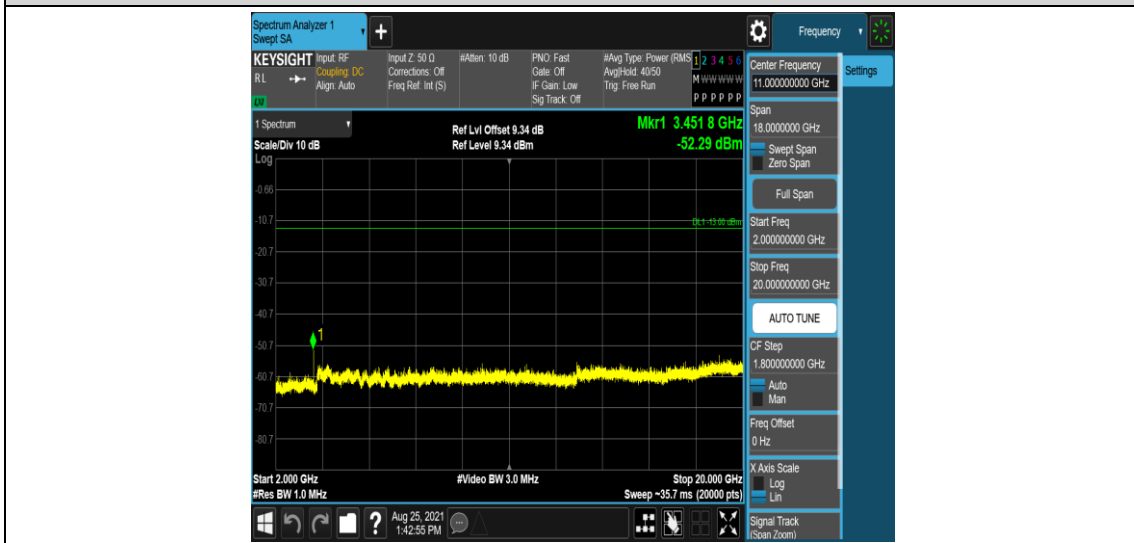 Spectrum Analyzer 1
Swept SA
+
Frequency
KEYSIGHT
RL
LXI
Input: RF
Coupling: DC
Align: Auto
Input Z: 50 Ω
Corrections: Off
Freq Ref: Int (S)
#Atten: 10 dB
PNO: Fast
Gate: Off
IF Gain: Low
Sig Track: Off
#Avg Type: Power (RMS
Avg|Hold: 40/50
Trig: Free Run
1 2 3 4 5 6
M W W W W W
P P P P P P
1 Spectrum
Scale/Div 10 dB
Ref Lvl Offset 9.34 dB
Ref Level 9.34 dBm
Mkr1 3.451 8 GHz
-52.29 dBm
Log
-0.66
-10.7
DL1 -13.00 dBm
-20.7
-30.7
-40.7
1
-50.7
-60.7
-70.7
-80.7
Start 2.000 GHz
#Video BW 3.0 MHz
Stop 20.000 GHz
#Res BW 1.0 MHz
Sweep ~35.7 ms (20000 pts)
Center Frequency
11.000000000 GHz
Settings
Span
18.0000000 GHz
Swept Span
Zero Span
Full Span
Start Freq
2.000000000 GHz
Stop Freq
20.000000000 GHz
AUTO TUNE
CF Step
1.800000000 GHz
Auto
Man
Freq Offset
0 Hz
X Axis Scale
Log
Lin
Signal Track
(Span Zoom)
?
Aug 25, 2021
1:42:55 PM